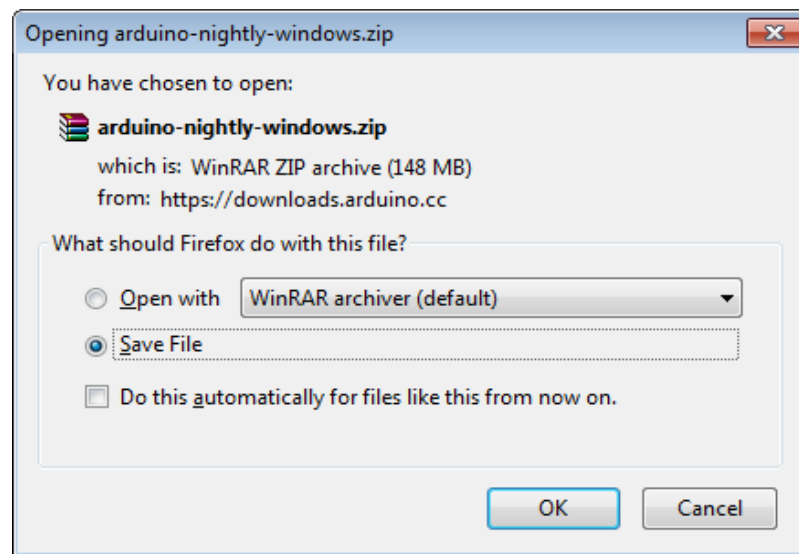 Opening arduino-nightly-windows.zip
You have chosen to open:
arduino-nightly-windows.zip
which is: WinRAR ZIP archive (148 MB)
from: https://downloads.arduino.cc
What should Firefox do with this file?
Open with WinRAR archiver (default)
Save File
Do this automatically for files like this from now on.
OK Cancel